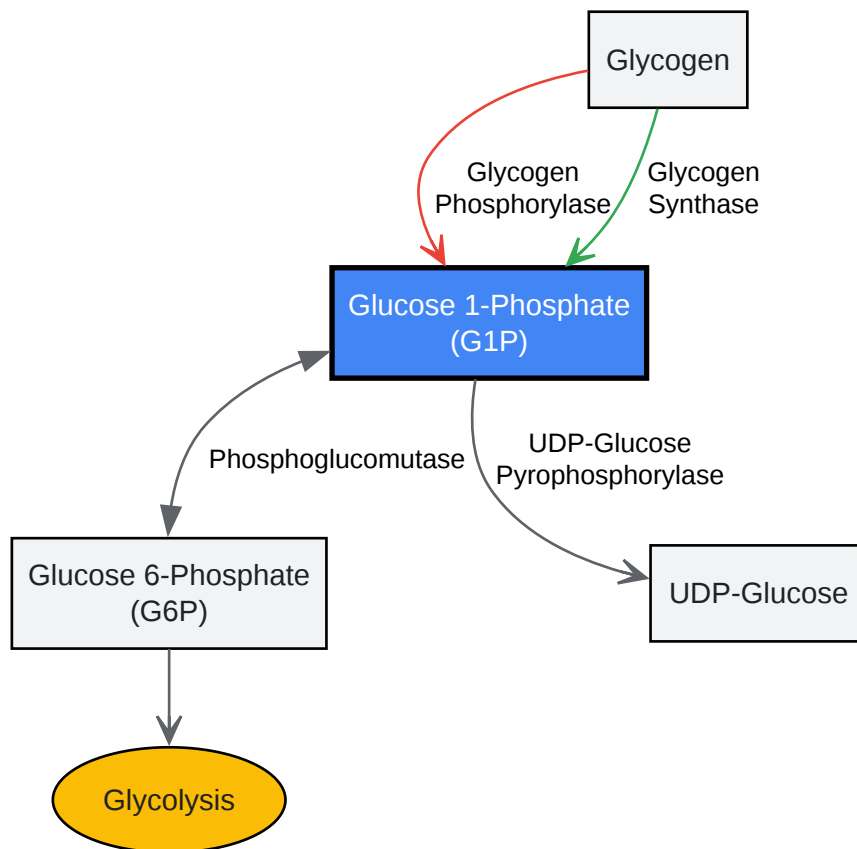 Glycogen
Glycogen
Phosphorylase
Glycogen
Synthase
Glucose 1-Phosphate
(G1P)
Phosphoglucomutase
UDP-Glucose
Pyrophosphorylase
Glucose 6-Phosphate
(G6P)
UDP-Glucose
Glycolysis